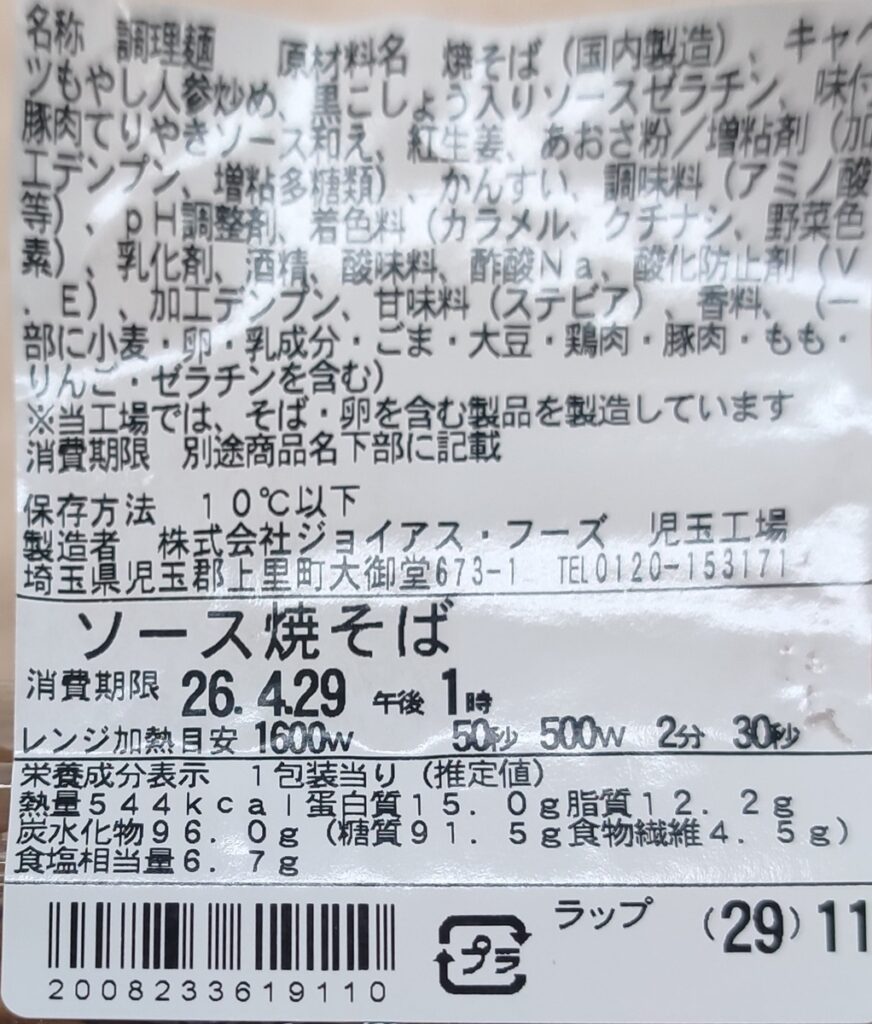 名称　調理麺　　原材料名　焼そば（国内製造）、キャベ
ツもやし人参炒め、黒こしょう入りソースゼラチン、味付
豚肉てりやきソース和え、紅生姜、あおさ粉／増粘剤（加
工デンプン、増粘多糖類）、かんすい、調味料（アミノ酸
等）、ｐＨ調整剤、着色料（カラメル、クチナシ、野菜色
素）、乳化剤、酒精、酸味料、酢酸Ｎａ、酸化防止剤（Ｖ
．Ｅ）、加工デンプン、甘味料（ステビア）、香料、（一
部に小麦・卵・乳成分・ごま・大豆・鶏肉・豚肉・もも・
りんご・ゼラチンを含む）
※当工場では、そば・卵を含む製品を製造しています
消費期限　別途商品名下部に記載
保存方法　１０℃以下
製造者　株式会社ジョイアス・フーズ　児玉工場
埼玉県児玉郡上里町大御堂673-1　TEL0120-153171
ソース焼そば
消費期限 26.4.29 午後 1時
レンジ加熱目安 1600w 50秒 500w 2分 30秒
栄養成分表示　１包装当り（推定値）
熱量５４４ｋｃａｌ蛋白質１５．０ｇ脂質１２．２ｇ
炭水化物９６．０ｇ（糖質９１．５ｇ食物繊維４．５ｇ）
食塩相当量６．７ｇ
プラ ラップ （29）11
2008233619110